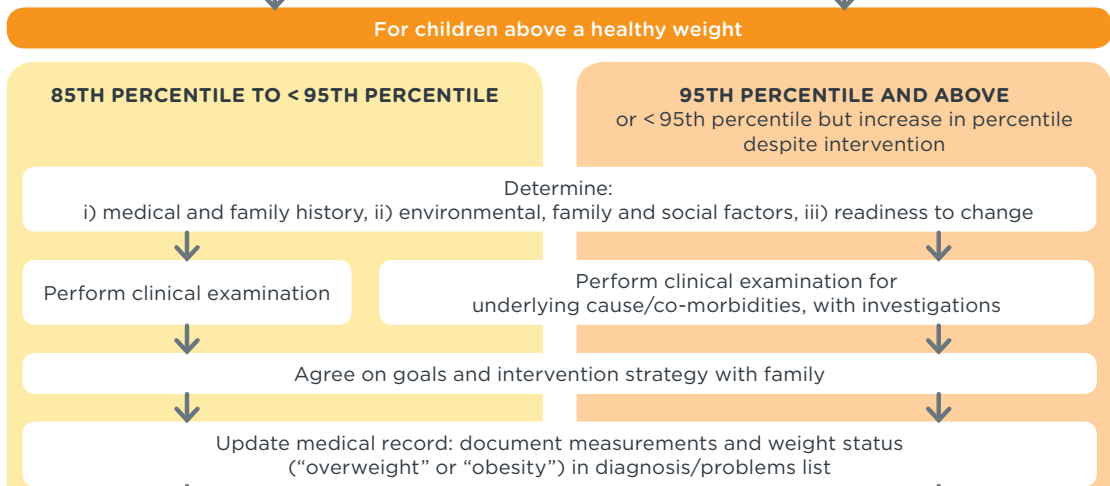 For children above a healthy weight
85TH PERCENTILE TO < 95TH PERCENTILE
95TH PERCENTILE AND ABOVE
or < 95th percentile but increase in percentile
despite intervention
Determine:
i) medical and family history, ii) environmental, family and social factors, iii) readiness to change
Perform clinical examination
Perform clinical examination for
underlying cause/co-morbidities, with investigations
Agree on goals and intervention strategy with family
Update medical record: document measurements and weight status
(“overweight” or “obesity”) in diagnosis/problems list